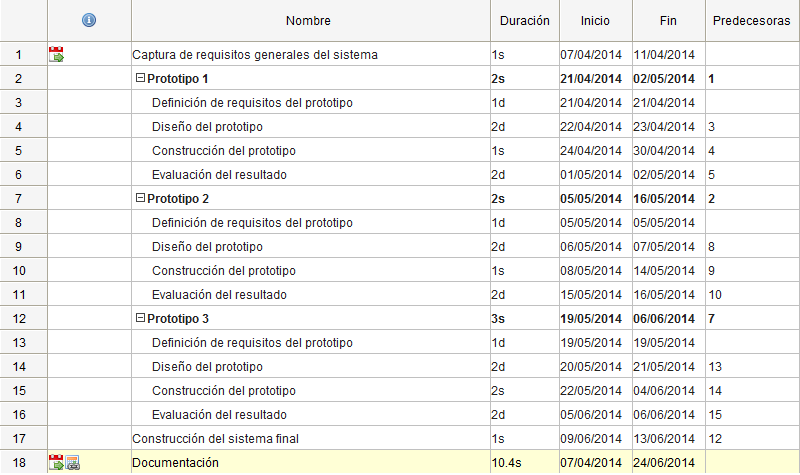 Nombre Duración Inicio Fin Predecesoras
1 Captura de requisitos generales del sistema 1s 07/04/2014 11/04/2014
2 Prototipo 1 2s 21/04/2014 02/05/2014 1
3 Definición de requisitos del prototipo 1d 21/04/2014 21/04/2014
4 Diseño del prototipo 2d 22/04/2014 23/04/2014 3
5 Construcción del prototipo 1s 24/04/2014 30/04/2014 4
6 Evaluación del resultado 2d 01/05/2014 02/05/2014 5
7 Prototipo 2 2s 05/05/2014 16/05/2014 2
8 Definición de requisitos del prototipo 1d 05/05/2014 05/05/2014
9 Diseño del prototipo 2d 06/05/2014 07/05/2014 8
10 Construcción del prototipo 1s 08/05/2014 14/05/2014 9
11 Evaluación del resultado 2d 15/05/2014 16/05/2014 10
12 Prototipo 3 3s 19/05/2014 06/06/2014 7
13 Definición de requisitos del prototipo 1d 19/05/2014 19/05/2014
14 Diseño del prototipo 2d 20/05/2014 21/05/2014 13
15 Construcción del prototipo 2s 22/05/2014 04/06/2014 14
16 Evaluación del resultado 2d 05/06/2014 06/06/2014 15
17 Construcción del sistema final 1s 09/06/2014 13/06/2014 12
18 Documentación 10.4s 07/04/2014 24/06/2014